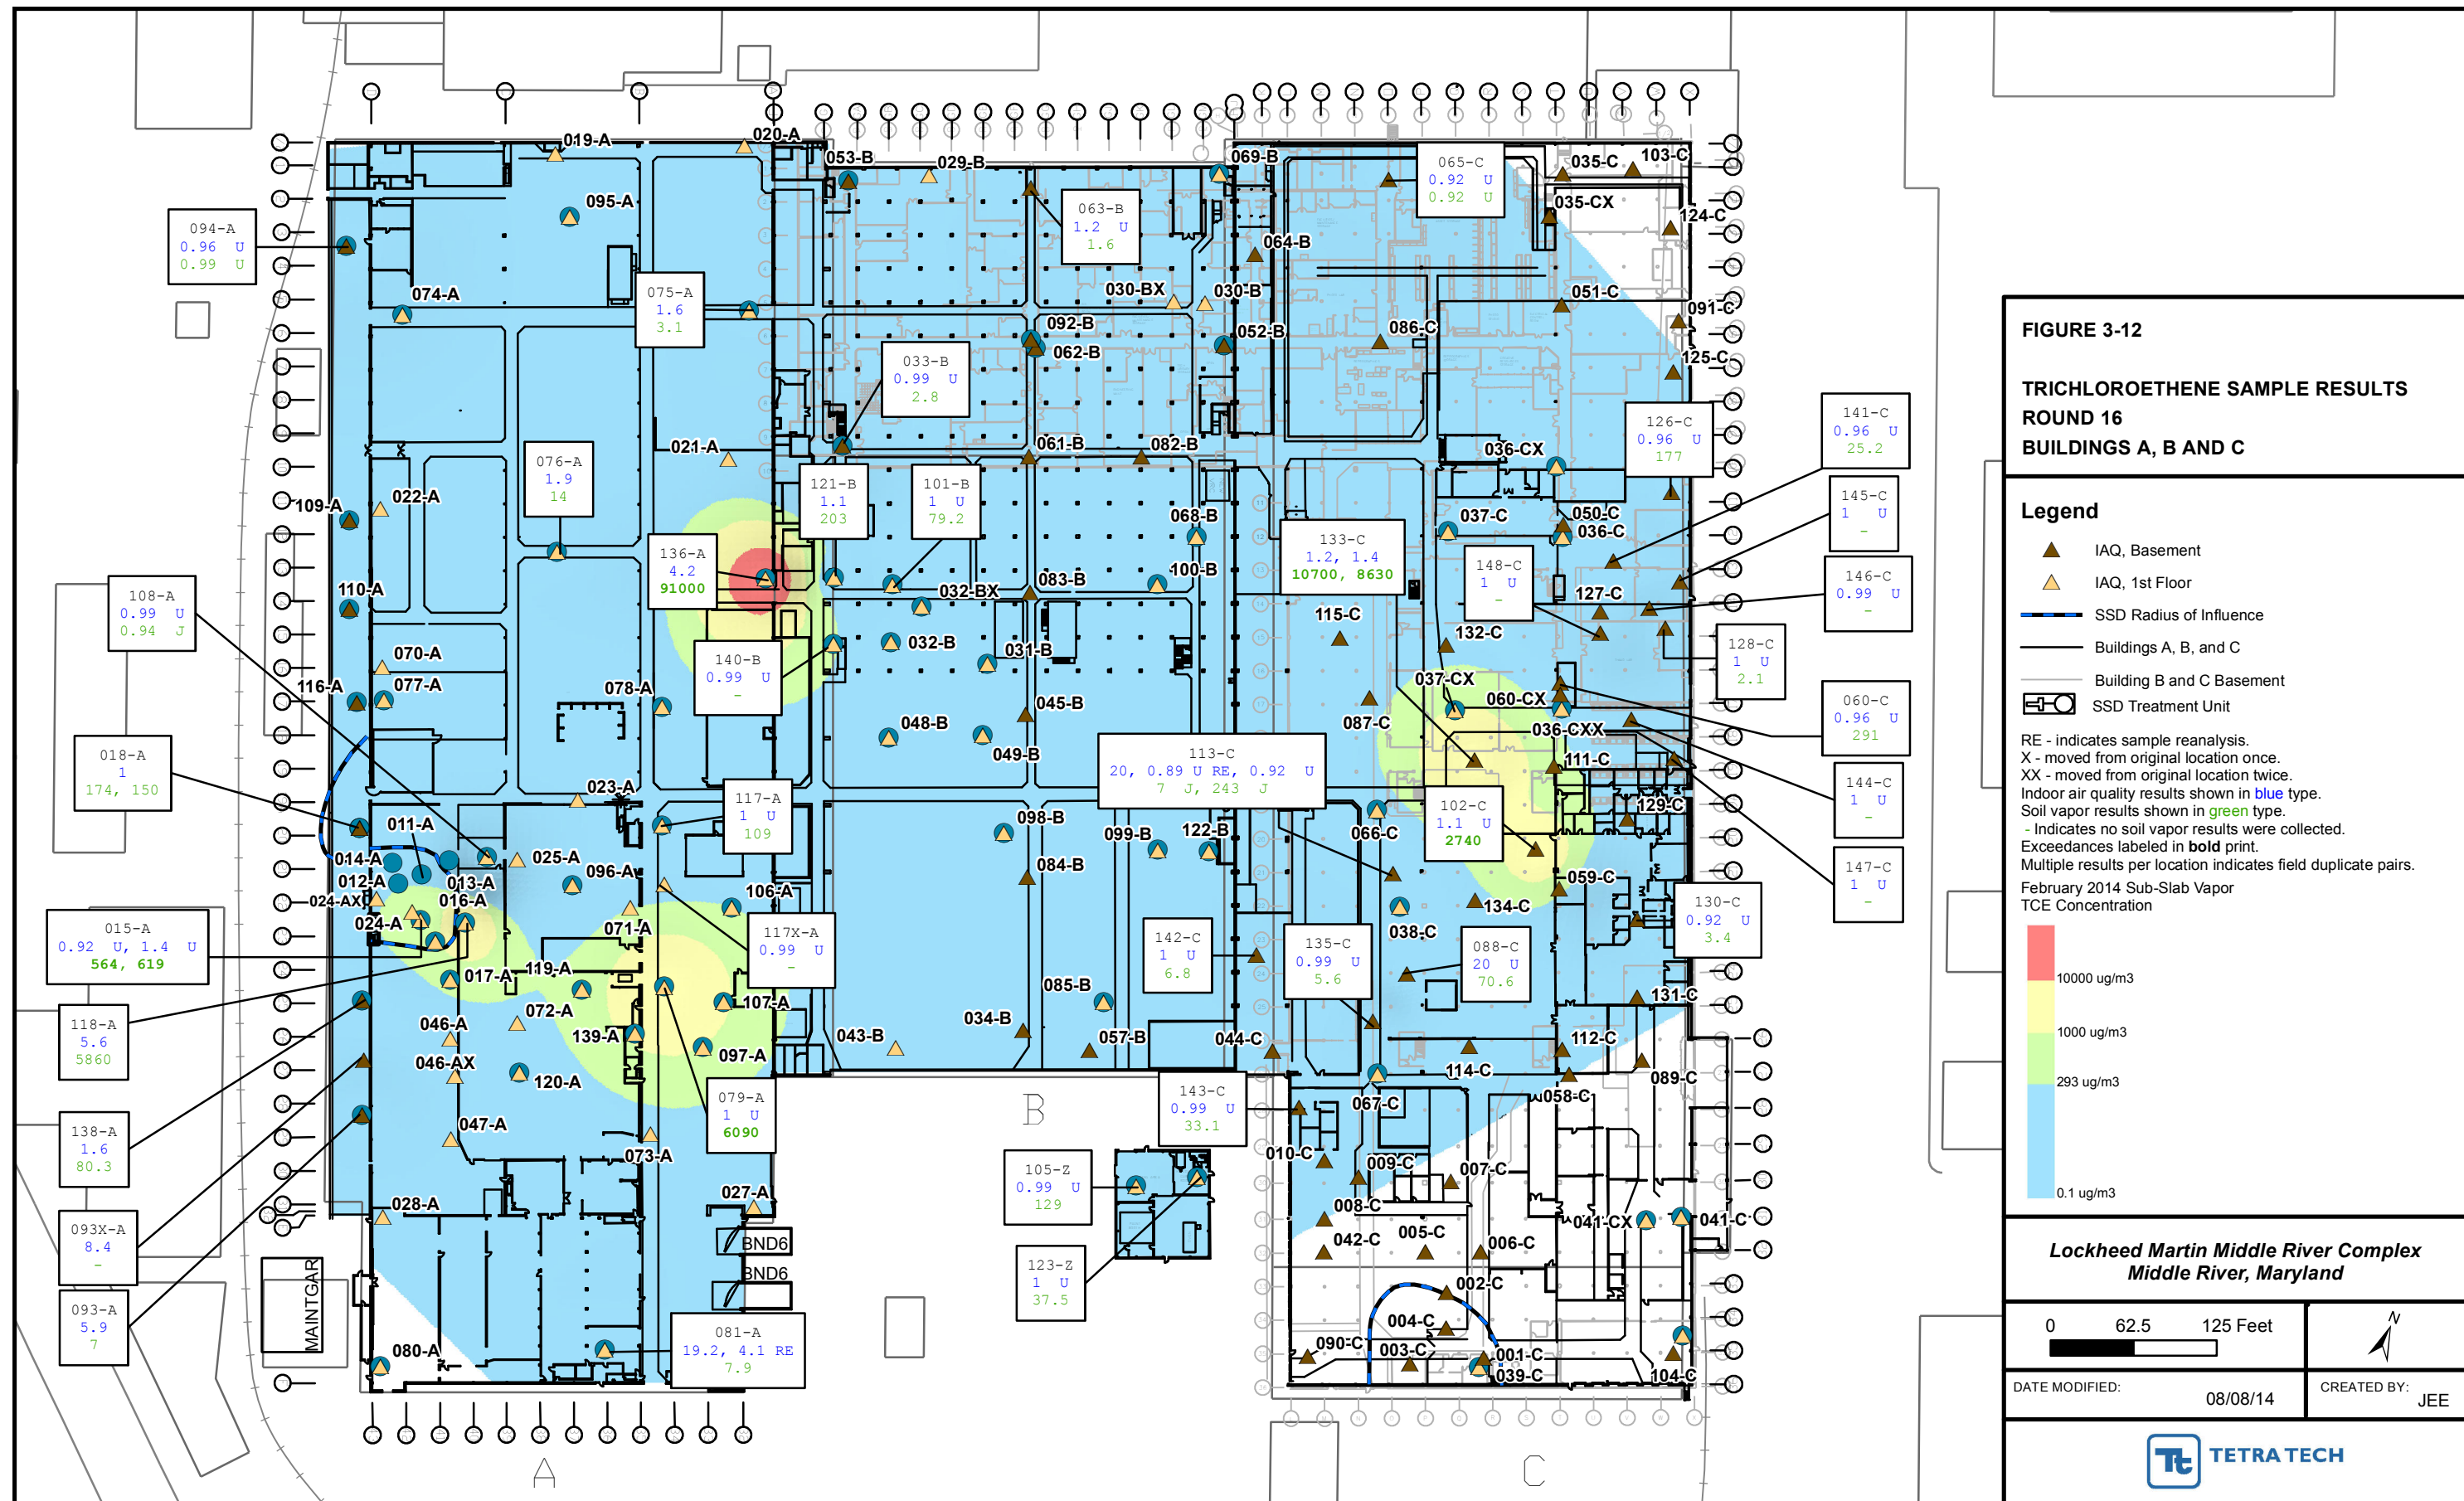 019-A
020-A
053-B
029-B
069-B
065-C
0.92 U
0.92 U
035-C
103-C
035-CX
124-C
095-A
094-A
0.96 U
0.99 U
063-B
1.2 U
1.6
064-B
074-A
075-A
1.6
3.1
030-BX
030-B
051-C
091-C
092-B
062-B
052-B
086-C
125-C
033-B
0.99 U
2.8
126-C
0.96 U
177
141-C
0.96 U
25.2
021-A
061-B
082-B
036-CX
076-A
1.9
14
121-B
1.1
203
101-B
1 U
79.2
145-C
1 U
-
022-A
109-A
068-B
037-C
050-C
036-C
136-A
4.2
91000
133-C
1.2, 1.4
10700, 8630
148-C
1 U
-
146-C
0.99 U
-
108-A
0.99 U
0.94 J
110-A
032-BX
083-B
100-B
127-C
115-C
132-C
032-B
031-B
140-B
0.99 U
-
128-C
1 U
2.1
070-A
077-A
116-A
078-A
037-CX
060-CX
045-B
087-C
060-C
0.96 U
291
048-B
049-B
036-CXX
018-A
1
174, 150
113-C
20, 0.89 U RE, 0.92 U
7 J, 243 J
111-C
144-C
1 U
-
023-A
117-A
1 U
109
102-C
1.1 U
2740
129-C
011-A
014-A
025-A
098-B
099-B
122-B
066-C
147-C
1 U
-
012-A
013-A
096-A
084-B
059-C
024-AX
016-A
106-A
130-C
0.92 U
3.4
024-A
071-A
134-C
015-A
0.92 U, 1.4 U
564, 619
117X-A
0.99 U
-
142-C
1 U
6.8
135-C
0.99 U
5.6
038-C
088-C
20 U
70.6
017-A
119-A
107-A
085-B
131-C
118-A
5.6
5860
072-A
046-A
139-A
034-B
043-B
057-B
044-C
112-C
046-AX
097-A
120-A
114-C
089-C
079-A
1 U
6090
143-C
0.99 U
33.1
067-C
058-C
138-A
1.6
80.3
047-A
073-A
B
010-C
009-C
007-C
105-Z
0.99 U
129
028-A
027-A
008-C
041-CX
041-C
093X-A
8.4
-
BND6
042-C
005-C
006-C
123-Z
1 U
37.5
BND6
002-C
MAINTGAR
093-A
5.9
7
004-C
080-A
081-A
19.2, 4.1 RE
7.9
090-C
003-C
001-C
039-C
104-C
A
C
FIGURE 3-12
TRICHLOROETHENE SAMPLE RESULTS
ROUND 16
BUILDINGS A, B AND C
Legend
IAQ, Basement
IAQ, 1st Floor
SSD Radius of Influence
Buildings A, B, and C
Building B and C Basement
SSD Treatment Unit
RE - indicates sample reanalysis.
X - moved from original location once.
XX - moved from original location twice.
Indoor air quality results shown in blue type.
Soil vapor results shown in green type.
- Indicates no soil vapor results were collected.
Exceedances labeled in bold print.
Multiple results per location indicates field duplicate pairs.
February 2014 Sub-Slab Vapor
TCE Concentration
10000 ug/m3
1000 ug/m3
293 ug/m3
0.1 ug/m3
Lockheed Martin Middle River Complex
Middle River, Maryland
0 62.5 125 Feet
N
DATE MODIFIED:
08/08/14
CREATED BY:
JEE
Tt TETRA TECH